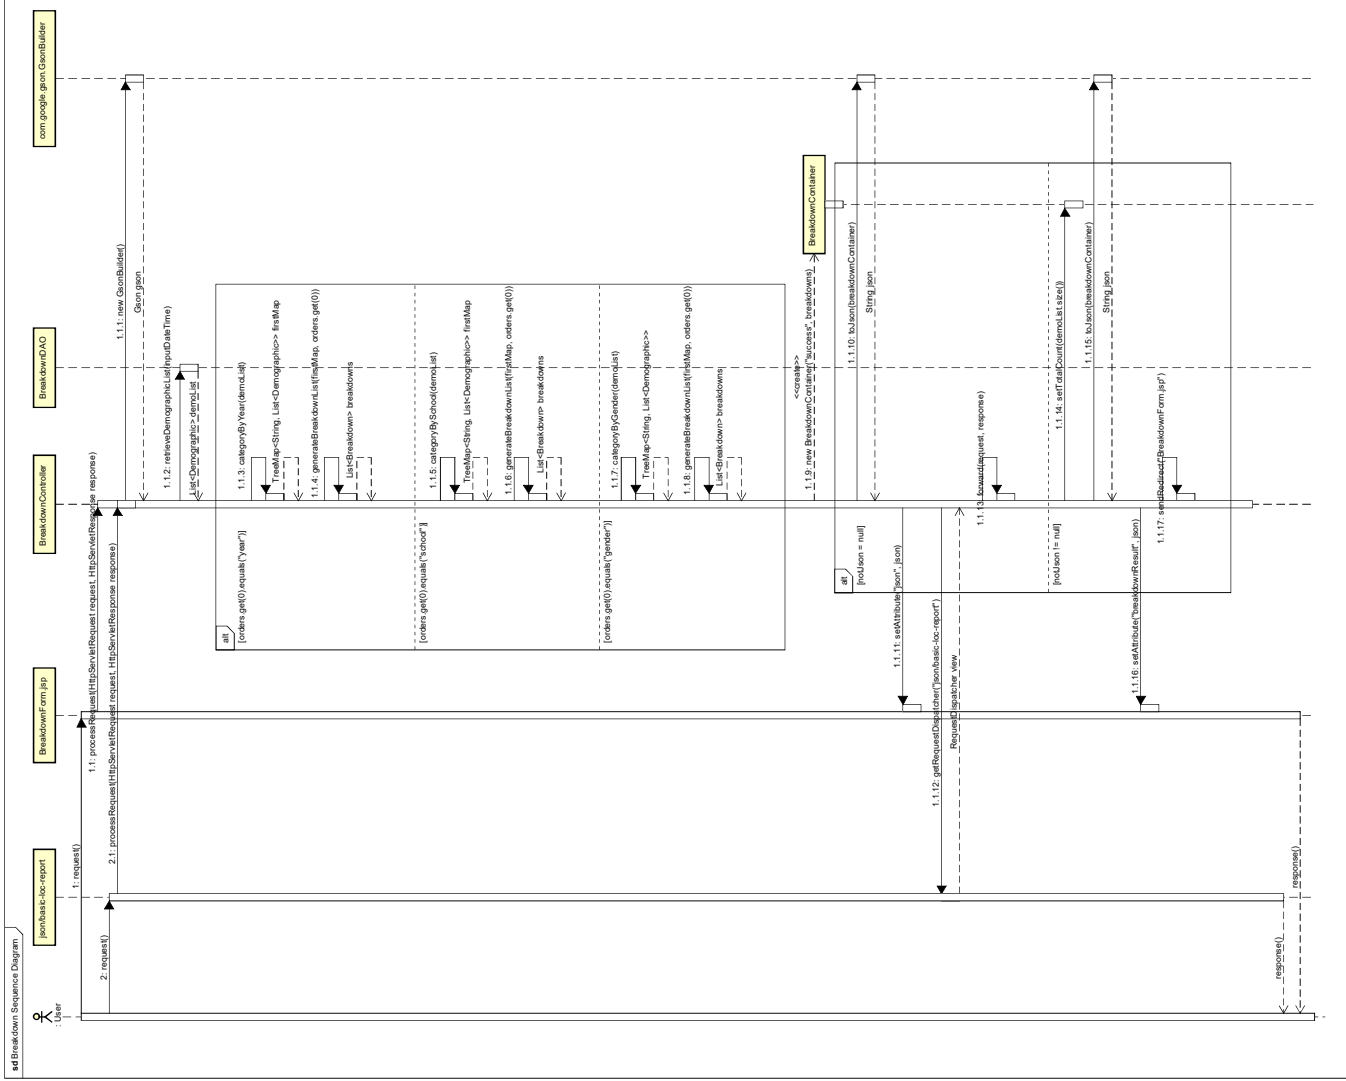 sd Breakdown Sequence Diagram
: User
json/basic-loc-report
BreakdownForm.jsp
BreakdownController
BreakdownDAO
com.google.gson.GsonBuilder
1: request()
1.1: processRequest(HttpServletRequest request, HttpServletResponse response)
2: request()
2.1: processRequest(HttpServletRequest request, HttpServletResponse response)
1.1.1: new GsonBuilder()
Gson gson
1.1.2: retrieveDemographicList(inputDateTime)
List<Demographic> demoList
alt
[orders.get(0).equals("year")]
1.1.3: categoryByYear(demoList)
TreeMap<String, List<Demographic>> firstMap
1.1.4: generateBreakdownList(firstMap, orders.get(0))
List<Breakdown> breakdowns
[orders.get(0).equals("school")]
1.1.5: categoryBySchool(demoList)
TreeMap<String, List<Demographic>> firstMap
1.1.6: generateBreakdownList(firstMap, orders.get(0))
List<Breakdown> breakdowns
[orders.get(0).equals("gender")]
1.1.7: categoryByGender(demoList)
TreeMap<String, List<Demographic>>
1.1.8: generateBreakdownList(firstMap, orders.get(0))
List<Breakdown> breakdowns
<<create>>
1.1.9: new BreakdownContainer("success", breakdowns)
BreakdownContainer
alt
[notJson = null]
1.1.10: toJson(breakdownContainer)
String json
1.1.11: setAttribute("json", json)
1.1.12: getRequestDispatcher("json/basic-loc-report")
RequestDispatcher view
1.1.13: forward(request, response)
[notJson != null]
1.1.14: setTotalCount(demoList.size())
1.1.15: toJson(breakdownContainer)
String json
1.1.16: setAttribute("breakdownResult", json)
1.1.17: sendRedirect("BreakdownForm.jsp")
response()
response()